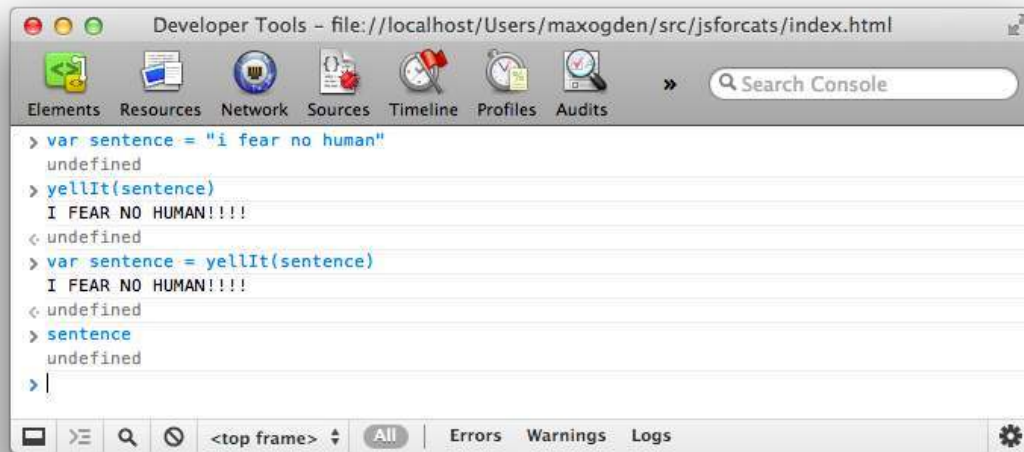 Developer Tools – file://localhost/Users/maxogden/src/jsforcats/index.html
Elements Resources Network Sources Timeline Profiles Audits » Search Console
> var sentence = "i fear no human"
undefined
> yellIt(sentence)
I FEAR NO HUMAN!!!!
undefined
> var sentence = yellIt(sentence)
I FEAR NO HUMAN!!!!
undefined
> sentence
undefined
>
<top frame> All Errors Warnings Logs